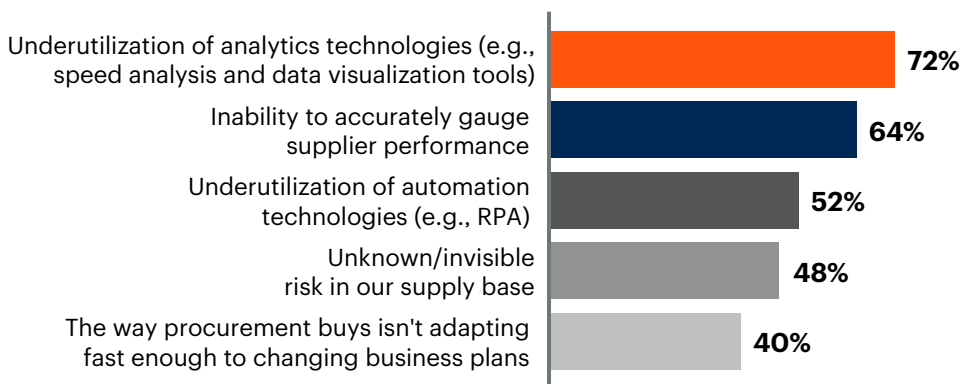 Underutilization of analytics technologies (e.g.,
speed analysis and data visualization tools)
72%
Inability to accurately gauge
supplier performance
64%
Underutilization of automation
technologies (e.g., RPA)
52%
Unknown/invisible
risk in our supply base
48%
The way procurement buys isn't adapting
fast enough to changing business plans
40%